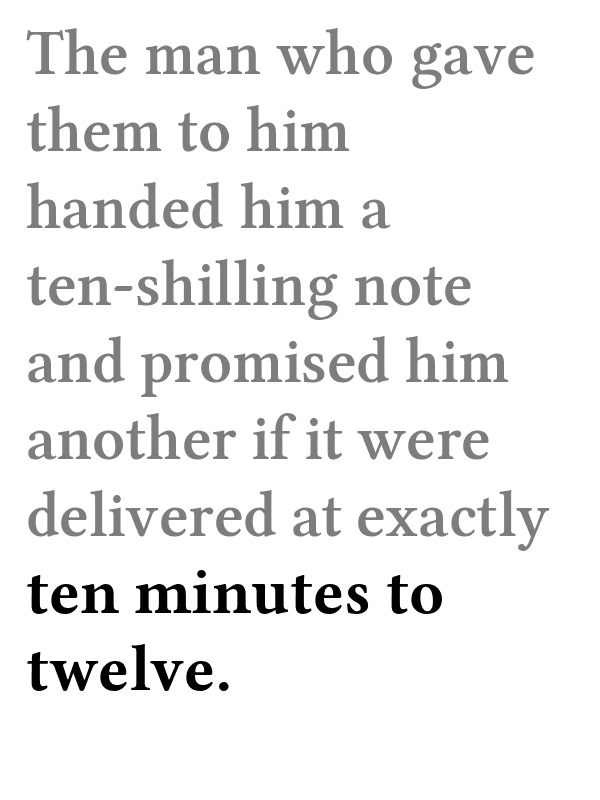 The man who gave
them to him
handed him a
ten-shilling note
and promised him
another if it were
delivered at exactly
ten minutes to
twelve.